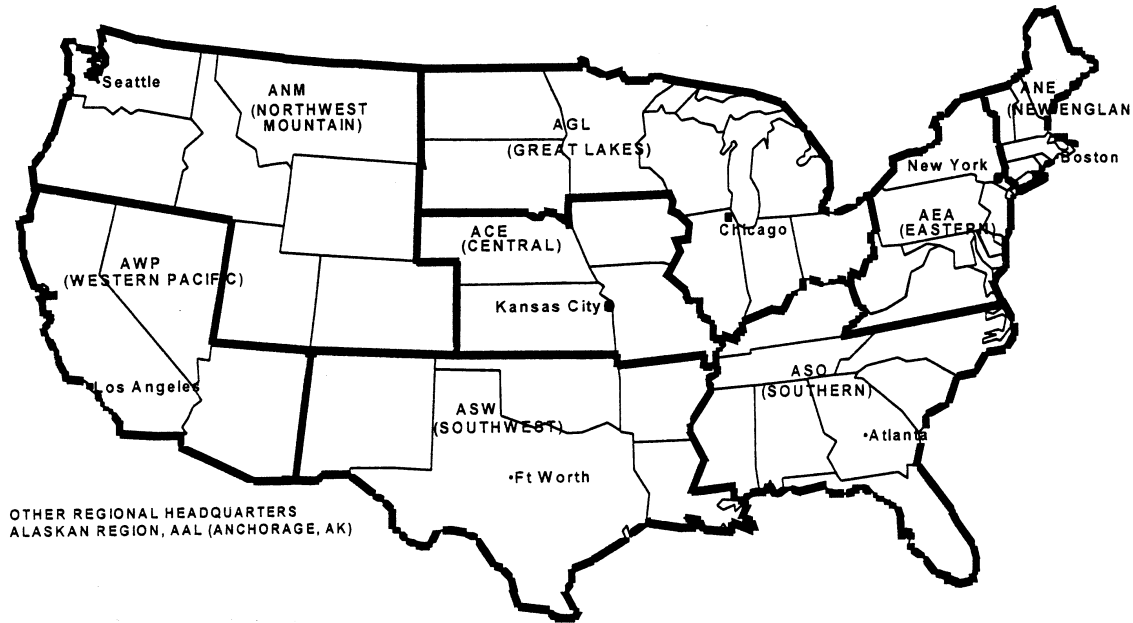 Seattle
ANM
(NORTHWEST
MOUNTAIN)
AGL
(GREAT LAKES)
ANE
(NEW ENGLAN
Boston
New York
AEA
(EASTERN)
Chicago
ACE
(CENTRAL)
Kansas City
AWP
(WESTERN PACIFIC)
Los Angeles
ASO
(SOUTHERN)
Atlanta
ASW
(SOUTHWEST)
Ft Worth
OTHER REGIONAL HEADQUARTERS
ALASKAN REGION, AAL (ANCHORAGE, AK)